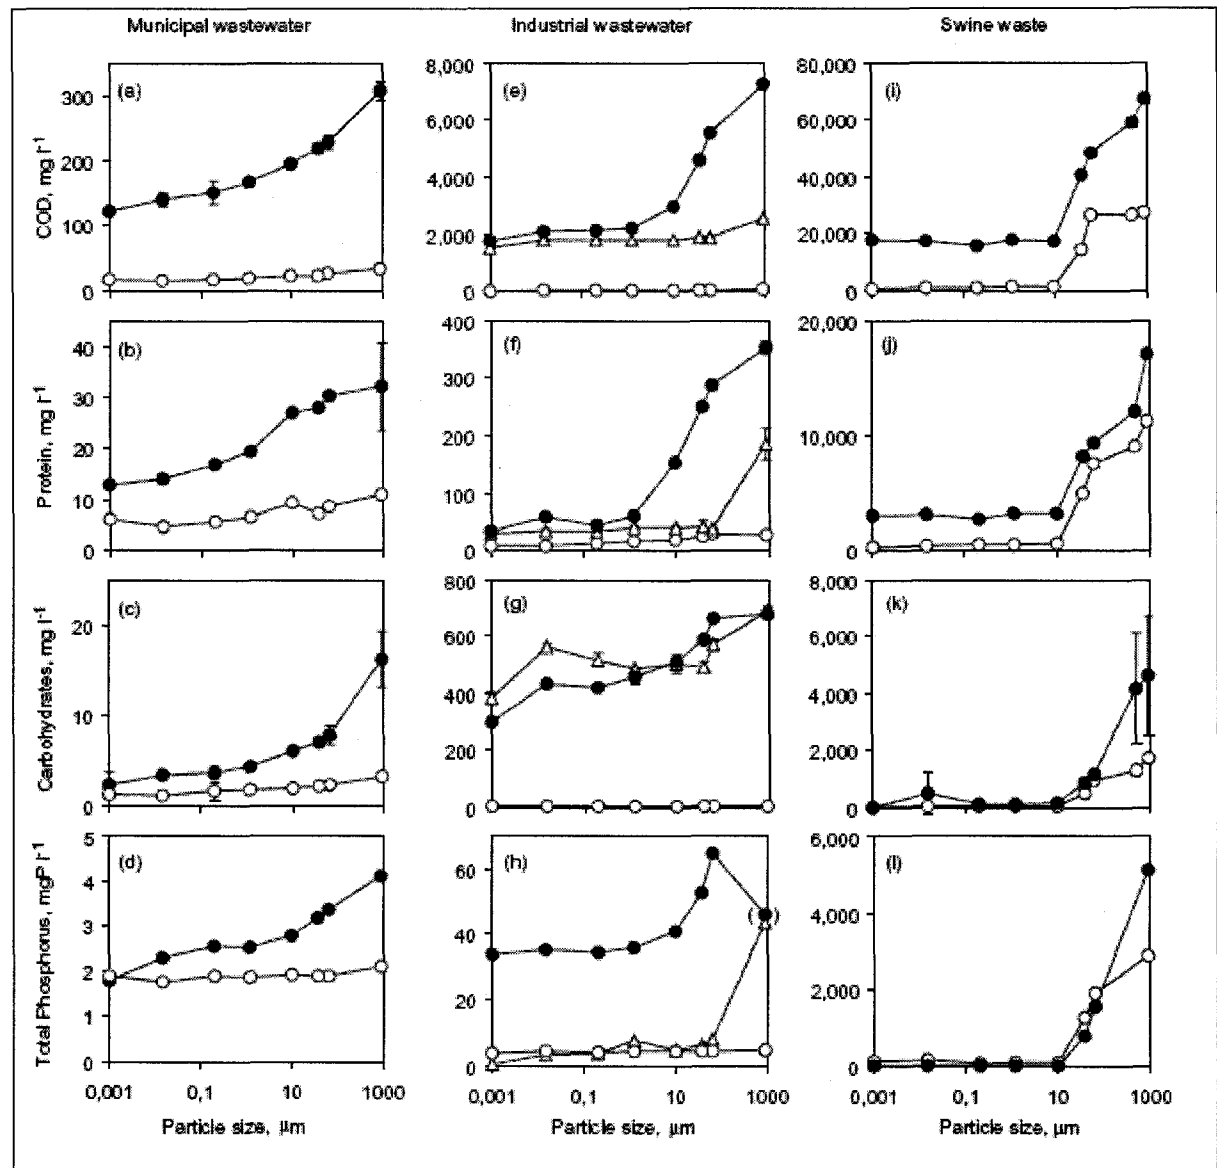 Municipal wastewater
Industrial wastewater
Swine waste
COD, mg l-1
(a)
300
200
100
0
(e)
8,000
6,000
4,000
2,000
0
(i)
80,000
60,000
40,000
20,000
0
Protein, mg l-1
(b)
40
30
20
10
0
(f)
400
300
200
100
0
(j)
20,000
10,000
0
Carbohydrates, mg l-1
(c)
20
10
0
(g)
800
600
400
200
0
(k)
8,000
6,000
4,000
2,000
0
Total Phosphorus, mgP l-1
(d)
5
4
3
2
1
0
(h)
60
40
20
0
( )
(l)
6,000
4,000
2,000
0
0,001 0,1 10 1000
0,001 0,1 10 1000
0,001 0,1 10 1000
Particle size, µm
Particle size, µm
Particle size, µm